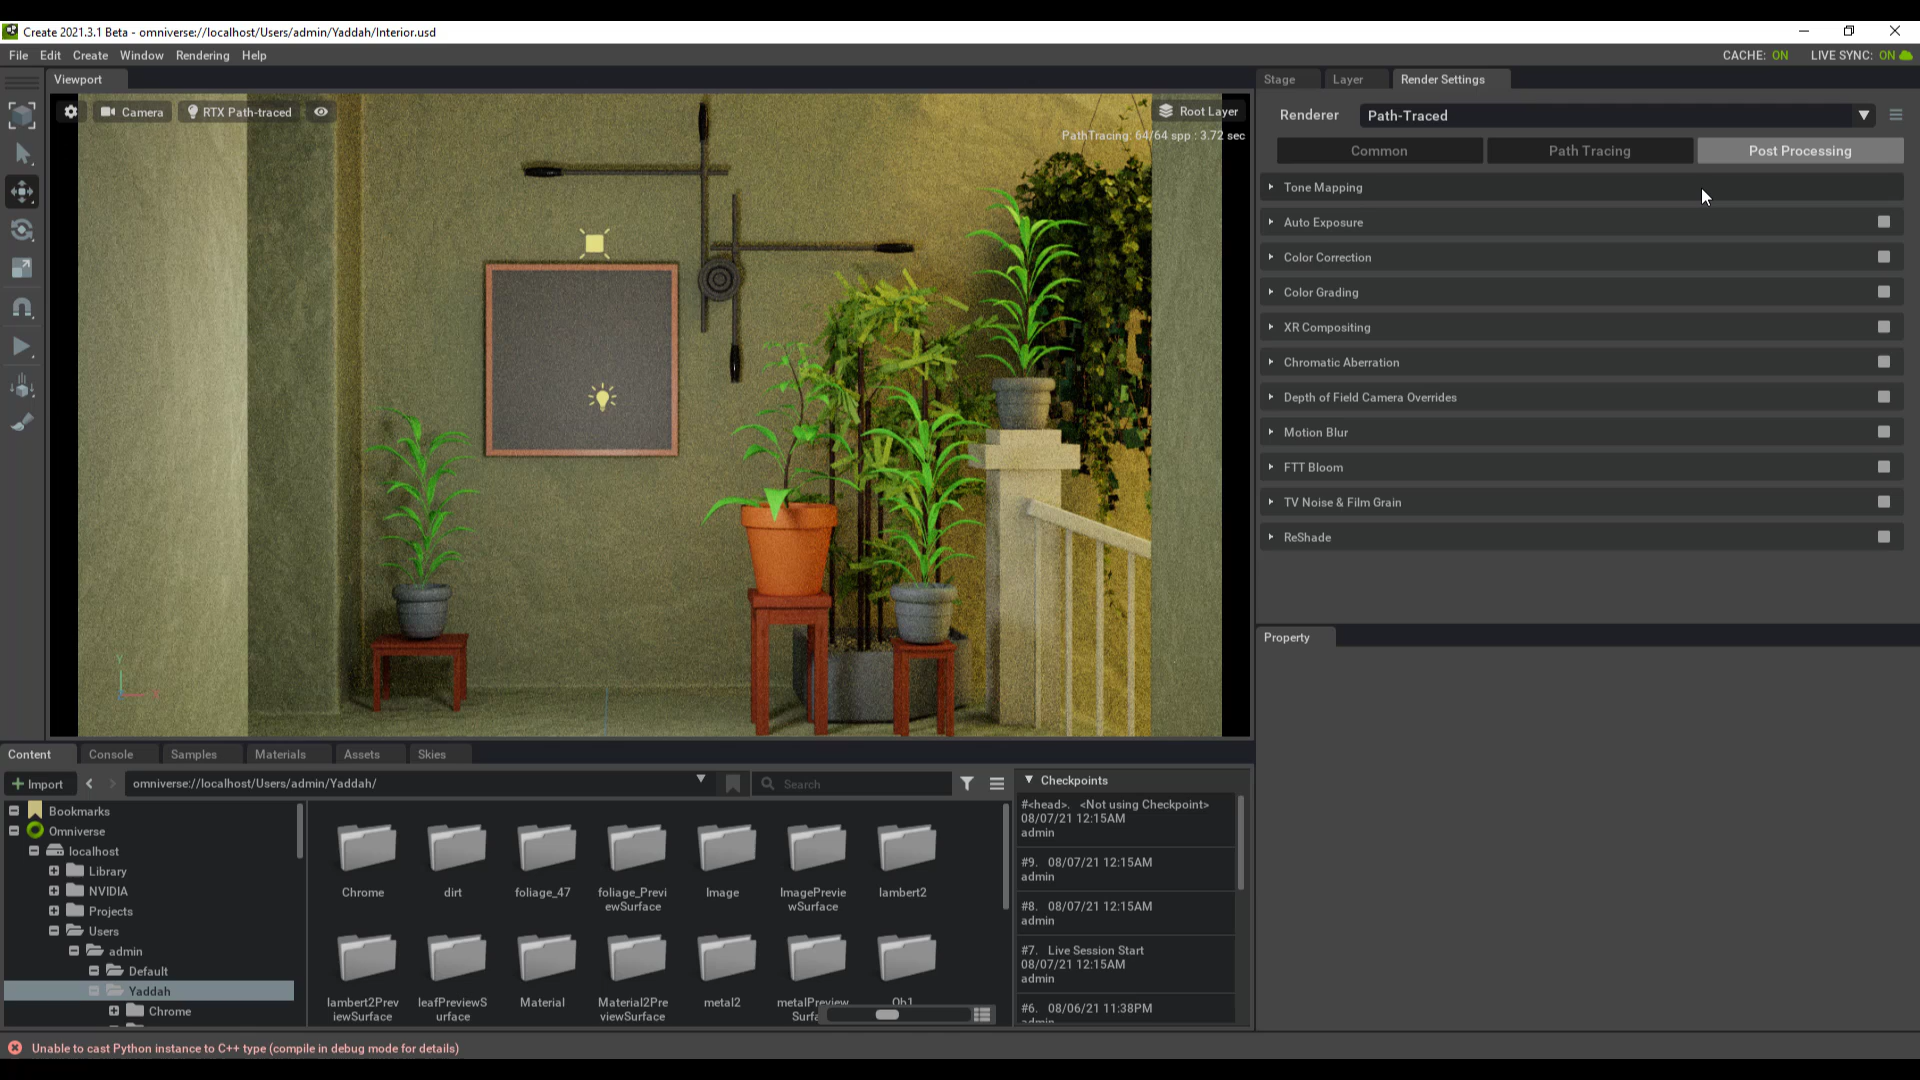 Create 2021.3.1 Beta - omniverse://localhost/Users/admin/Yaddah/Interior.usd
File Edit Create Window Rendering Help
CACHE: ON LIVE SYNC: ON
Viewport
Stage Layer Render Settings
Camera RTX Path-traced
Root Layer
PathTracing: 64/64 spp : 3.72 sec
Renderer Path-Traced
Common Path Tracing Post Processing
Tone Mapping
Auto Exposure
Color Correction
Color Grading
XR Compositing
Chromatic Aberration
Depth of Field Camera Overrides
Motion Blur
FTT Bloom
TV Noise & Film Grain
ReShade
Property
Y
Content Console Samples Materials Assets Skies
+ Import omniverse://localhost/Users/admin/Yaddah/ Search
Bookmarks
Omniverse
localhost
Library
NVIDIA
Projects
Users
admin
Default
Yaddah
Chrome
Chrome
dirt
foliage_47
foliage_Previ
ewSurface
Image
ImagePrevie
wSurface
lambert2
lambert2Prev
iewSurface
leafPreviewS
urface
Material
Material2Pre
viewSurface
metal2
metalPreview
Checkpoints
#<head>. <Not using Checkpoint>
08/07/21 12:15AM
admin
#9. 08/07/21 12:15AM
admin
#8. 08/07/21 12:15AM
admin
#7. Live Session Start
08/07/21 12:15AM
admin
#6. 08/06/21 11:38PM
admin
Unable to cast Python instance to C++ type (compile in debug mode for details)